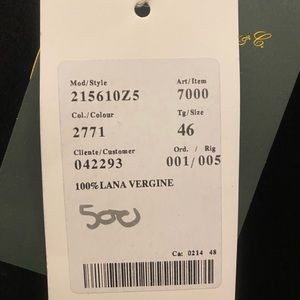 & C
Mod/Style Art/Item
215610Z5 7000
Col./Colour Tg/Size
2771 46
Cliente/Customer Ord. / Rig
042293 001/005
100% LANA VERGINE
500
Ca: 0214 48